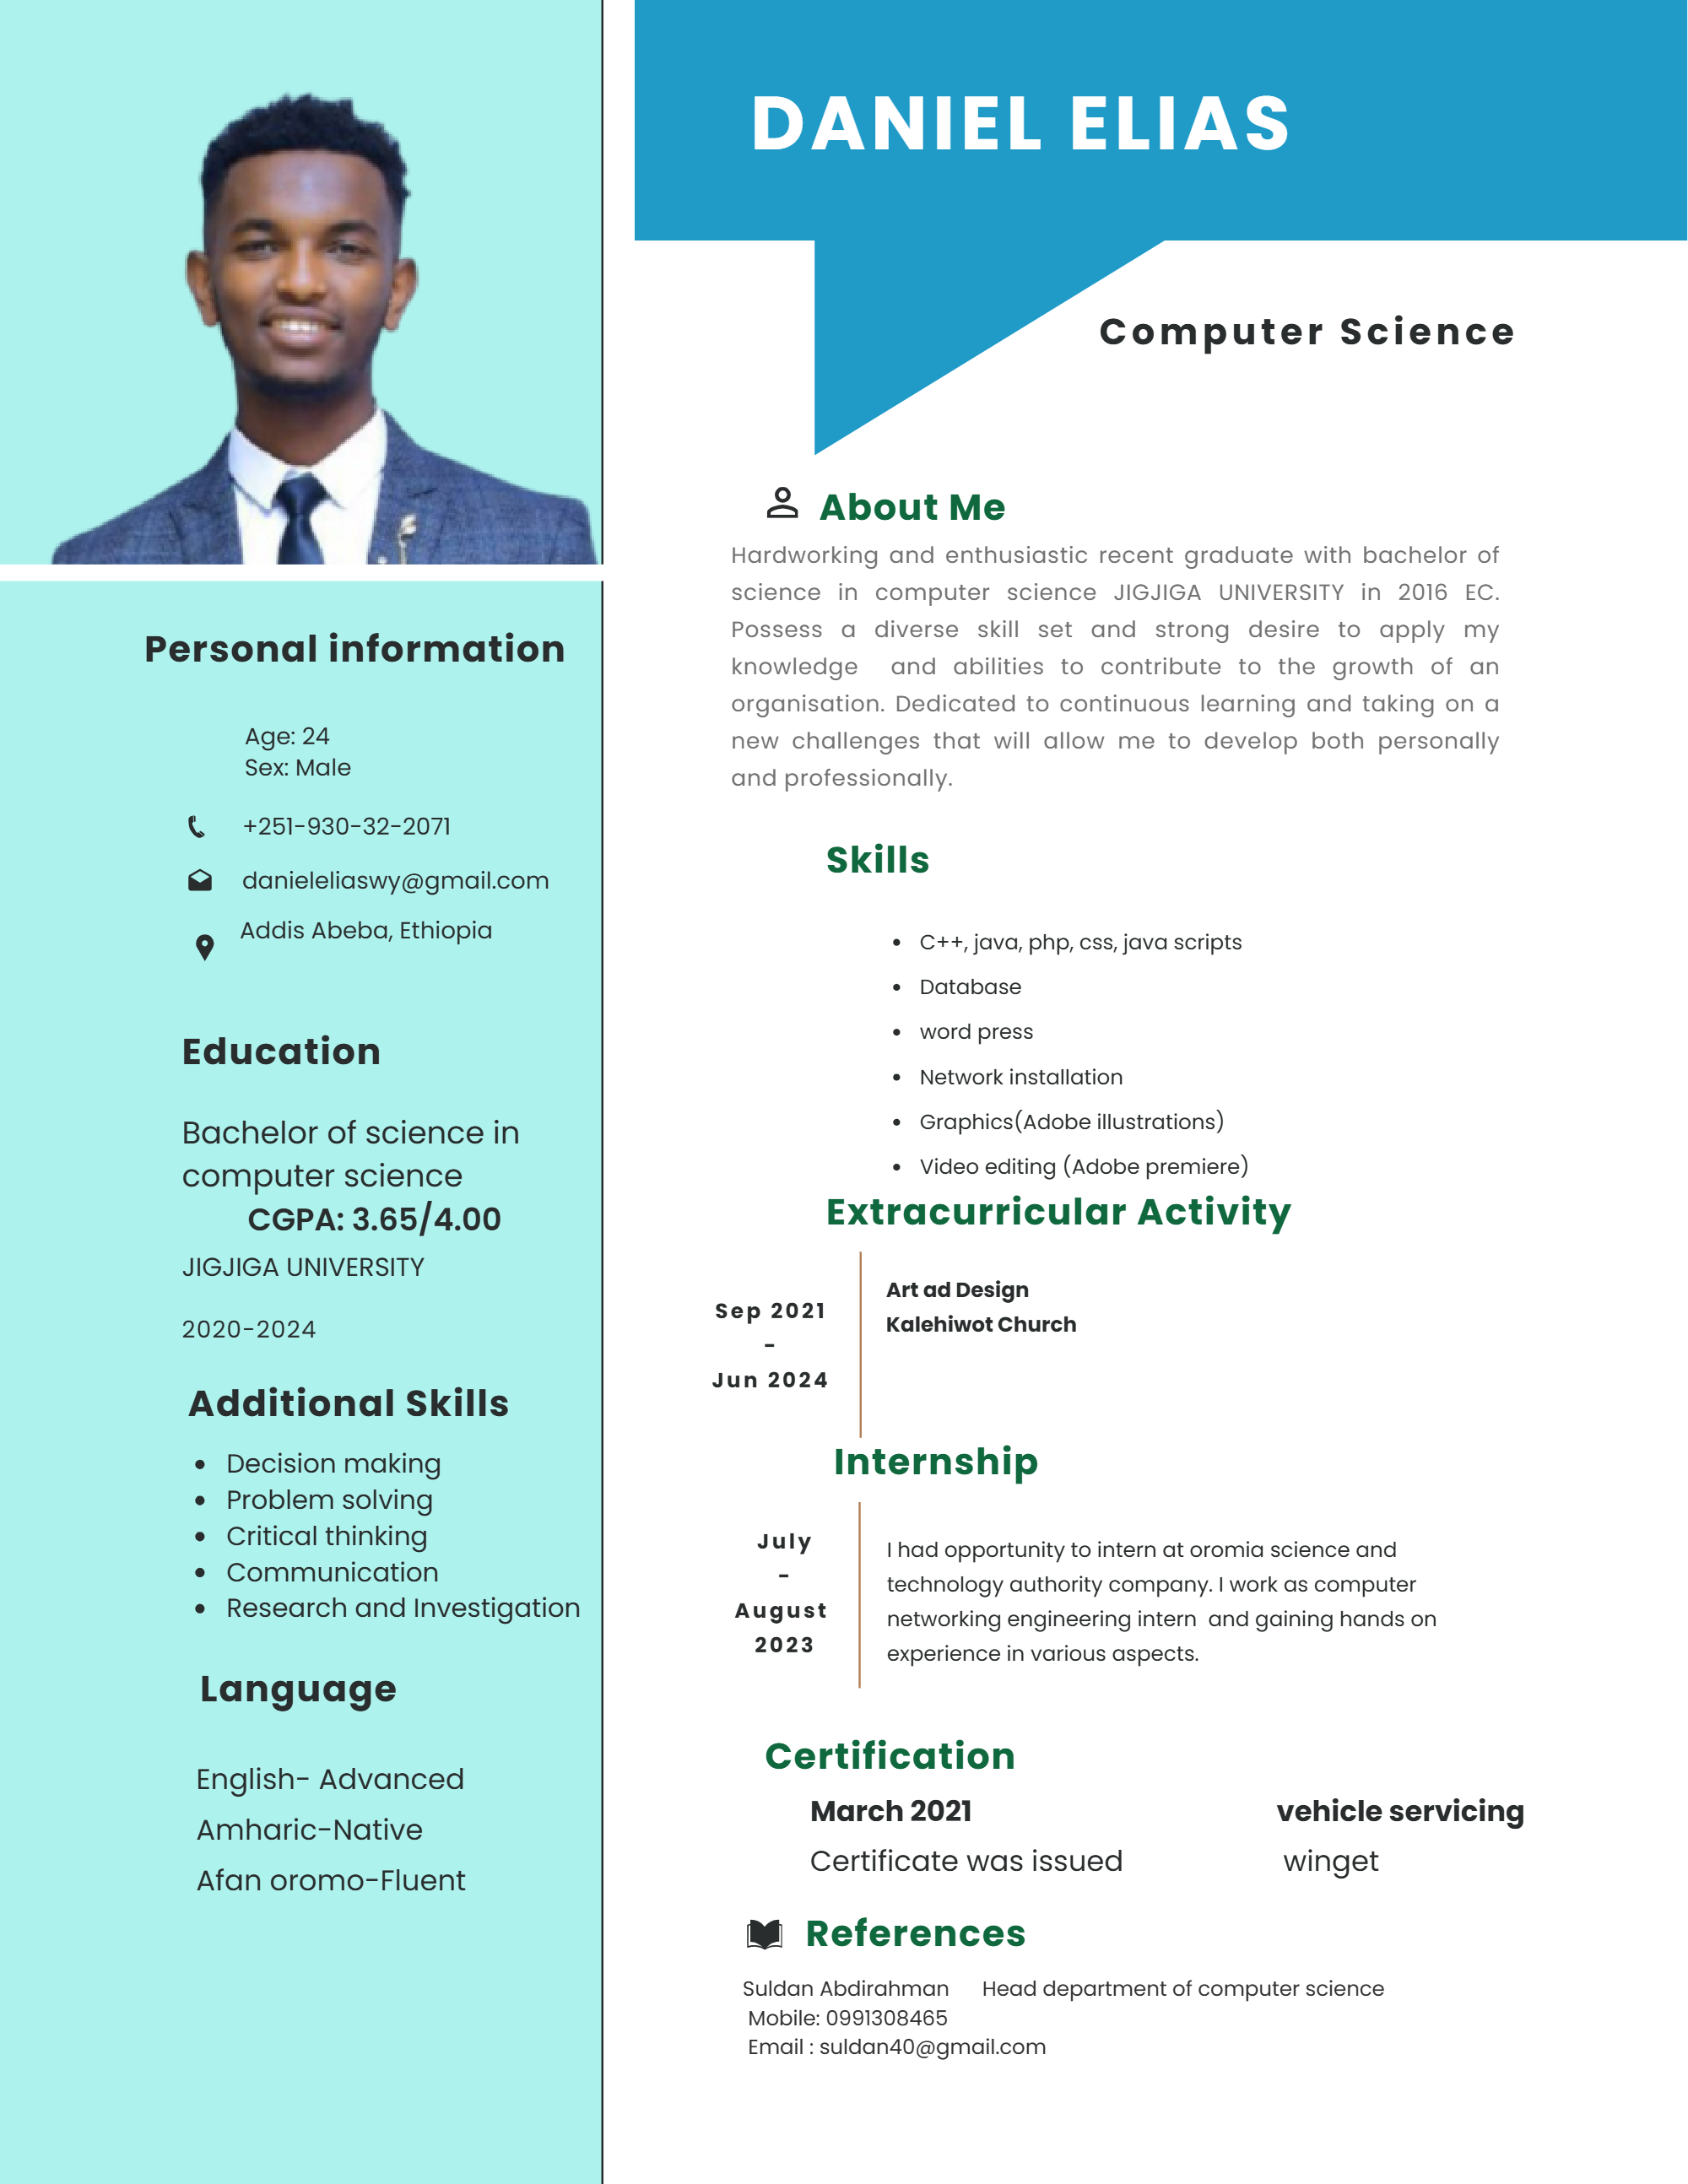 DANIEL ELIAS
Computer Science
Personal information
Age: 24
Sex: Male
+251-930-32-2071
danieleliaswy@gmail.com
Addis Abeba, Ethiopia
Education
Bachelor of science in
computer science
CGPA: 3.65/4.00
JIGJIGA UNIVERSITY
2020-2024
Additional Skills
• Decision making
• Problem solving
• Critical thinking
• Communication
• Research and Investigation
Language
English- Advanced
Amharic-Native
Afan oromo-Fluent
About Me
Hardworking and enthusiastic recent graduate with bachelor of
science in computer science JIGJIGA UNIVERSITY in 2016 EC.
Possess a diverse skill set and strong desire to apply my
knowledge and abilities to contribute to the growth of an
organisation. Dedicated to continuous learning and taking on a
new challenges that will allow me to develop both personally
and professionally.
Skills
• C++, java, php, css, java scripts
• Database
• word press
• Network installation
• Graphics(Adobe illustrations)
• Video editing (Adobe premiere)
Extracurricular Activity
Sep 2021
-
Jun 2024
Art ad Design
Kalehiwot Church
Internship
July
-
August
2023
I had opportunity to intern at oromia science and
technology authority company. I work as computer
networking engineering intern and gaining hands on
experience in various aspects.
Certification
March 2021 vehicle servicing
Certificate was issued winget
References
Suldan Abdirahman Head department of computer science
Mobile: 0991308465
Email : suldan40@gmail.com